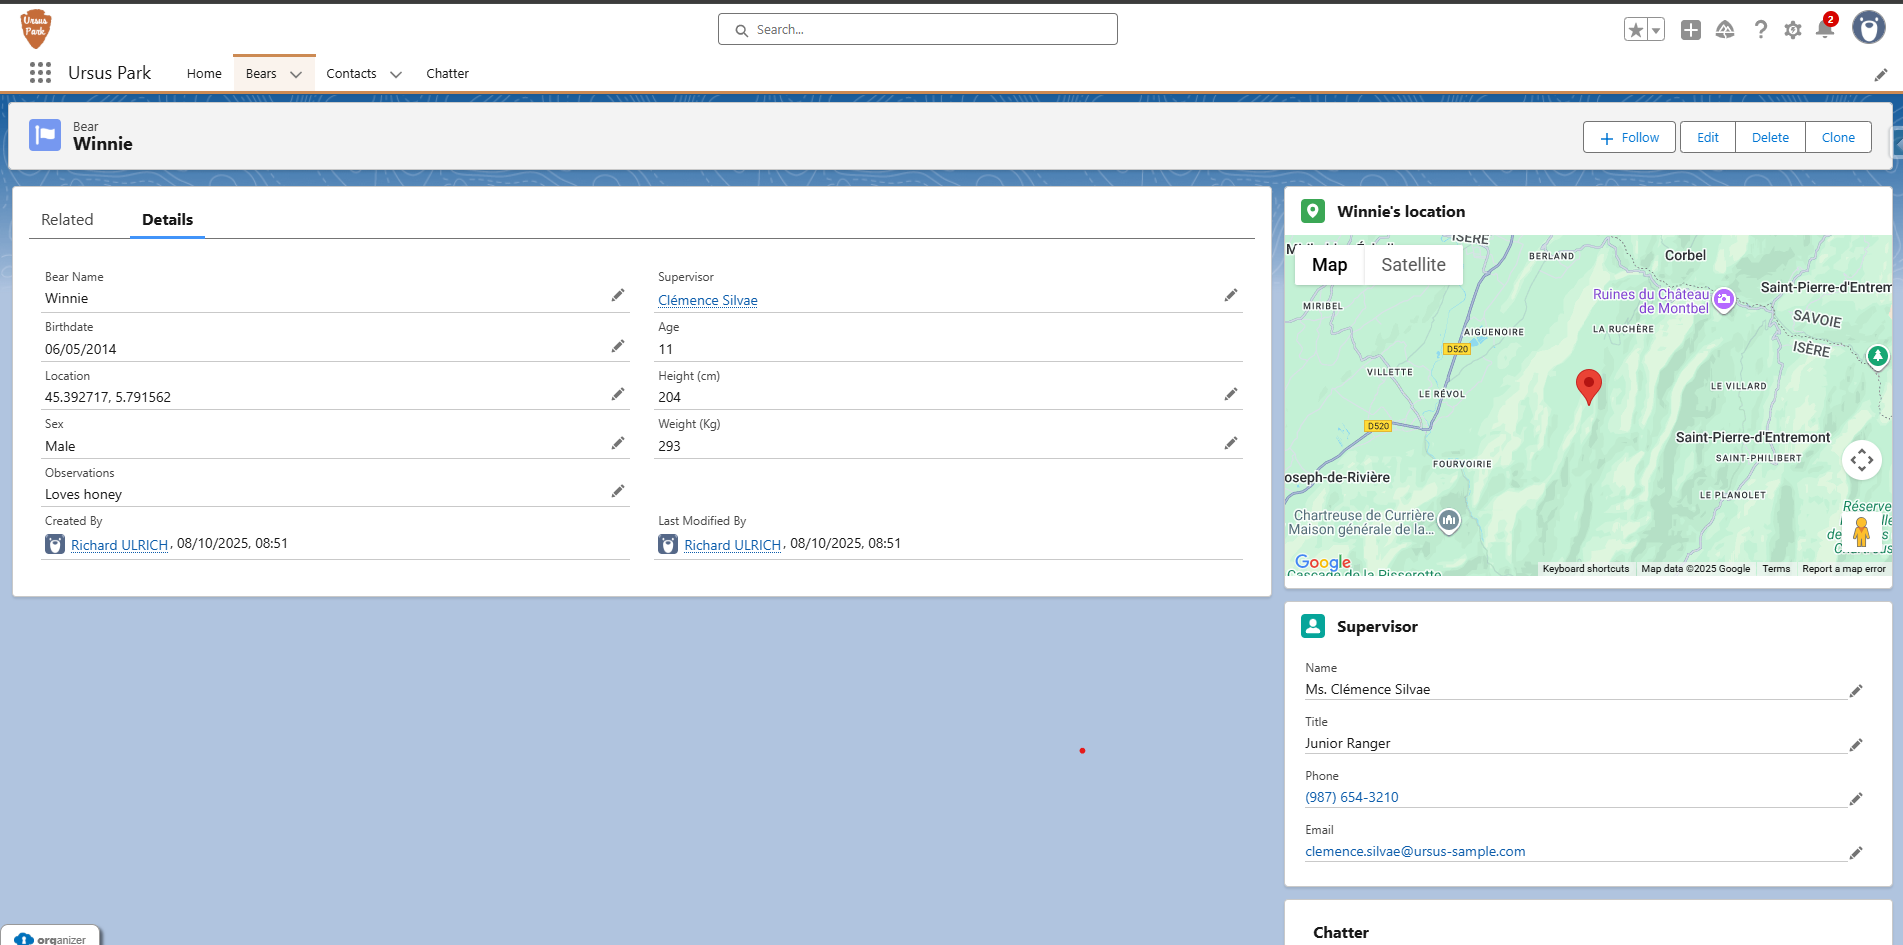 Ursus
Park
Search...
2
Ursus Park
Home
Bears
Contacts
Chatter
Bear
Winnie
Follow
Edit
Delete
Clone
Related
Details
Bear Name
Winnie
Supervisor
Clémence Silvae
Birthdate
06/05/2014
Age
11
Location
45.392717, 5.791562
Height (cm)
204
Sex
Male
Weight (Kg)
293
Observations
Loves honey
Created By
Richard ULRICH, 08/10/2025, 08:51
Last Modified By
Richard ULRICH, 08/10/2025, 08:51
Winnie's location
Map
Satellite
ISÈRE
BERLAND
Corbel
MIRIBEL
Ruines du Château
de Montbel
Saint-Pierre-d'Entrem
SAVOIE
ISÈRE
AIGUENOIRE
LA RUCHÈRE
D520
VILLETTE
LE RÉVOL
LE VILLARD
D520
Saint-Pierre-d'Entremont
SAINT-PHILIBERT
FOURVOIRIE
oseph-de-Rivière
LE PLANOLET
Chartreuse de Currière
Maison générale de la...
Réserve
Google
Cascade de la Pisserotte
Keyboard shortcuts
Map data ©2025 Google
Terms
Report a map error
Supervisor
Name
Ms. Clémence Silvae
Title
Junior Ranger
Phone
(987) 654-3210
Email
clemence.silvae@ursus-sample.com
Chatter
organizer